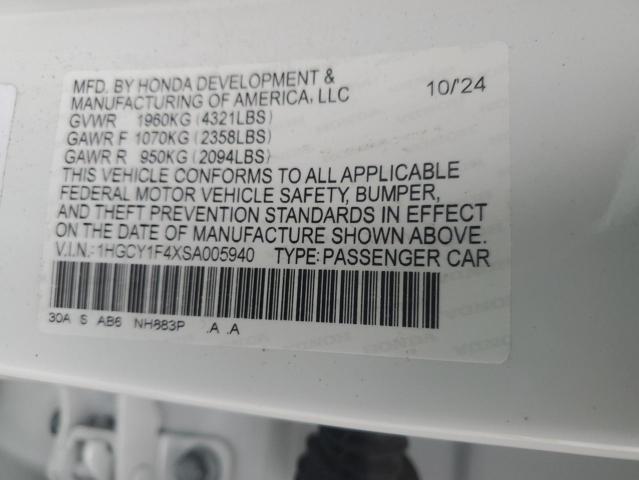 MFD. BY HONDA DEVELOPMENT & MANUFACTURING OF AMERICA, LLC 10/'24
GVWR 1960KG (4321LBS)
GAWR F 1070KG (2358LBS)
GAWR R 950KG (2094LBS)
THIS VEHICLE CONFORMS TO ALL APPLICABLE
FEDERAL MOTOR VEHICLE SAFETY, BUMPER,
AND THEFT PREVENTION STANDARDS IN EFFECT
ON THE DATE OF MANUFACTURE SHOWN ABOVE.
V.I.N.: 1HGCY1F4XSA005940 TYPE: PASSENGER CAR
30A S AB6 NH883P .A .A